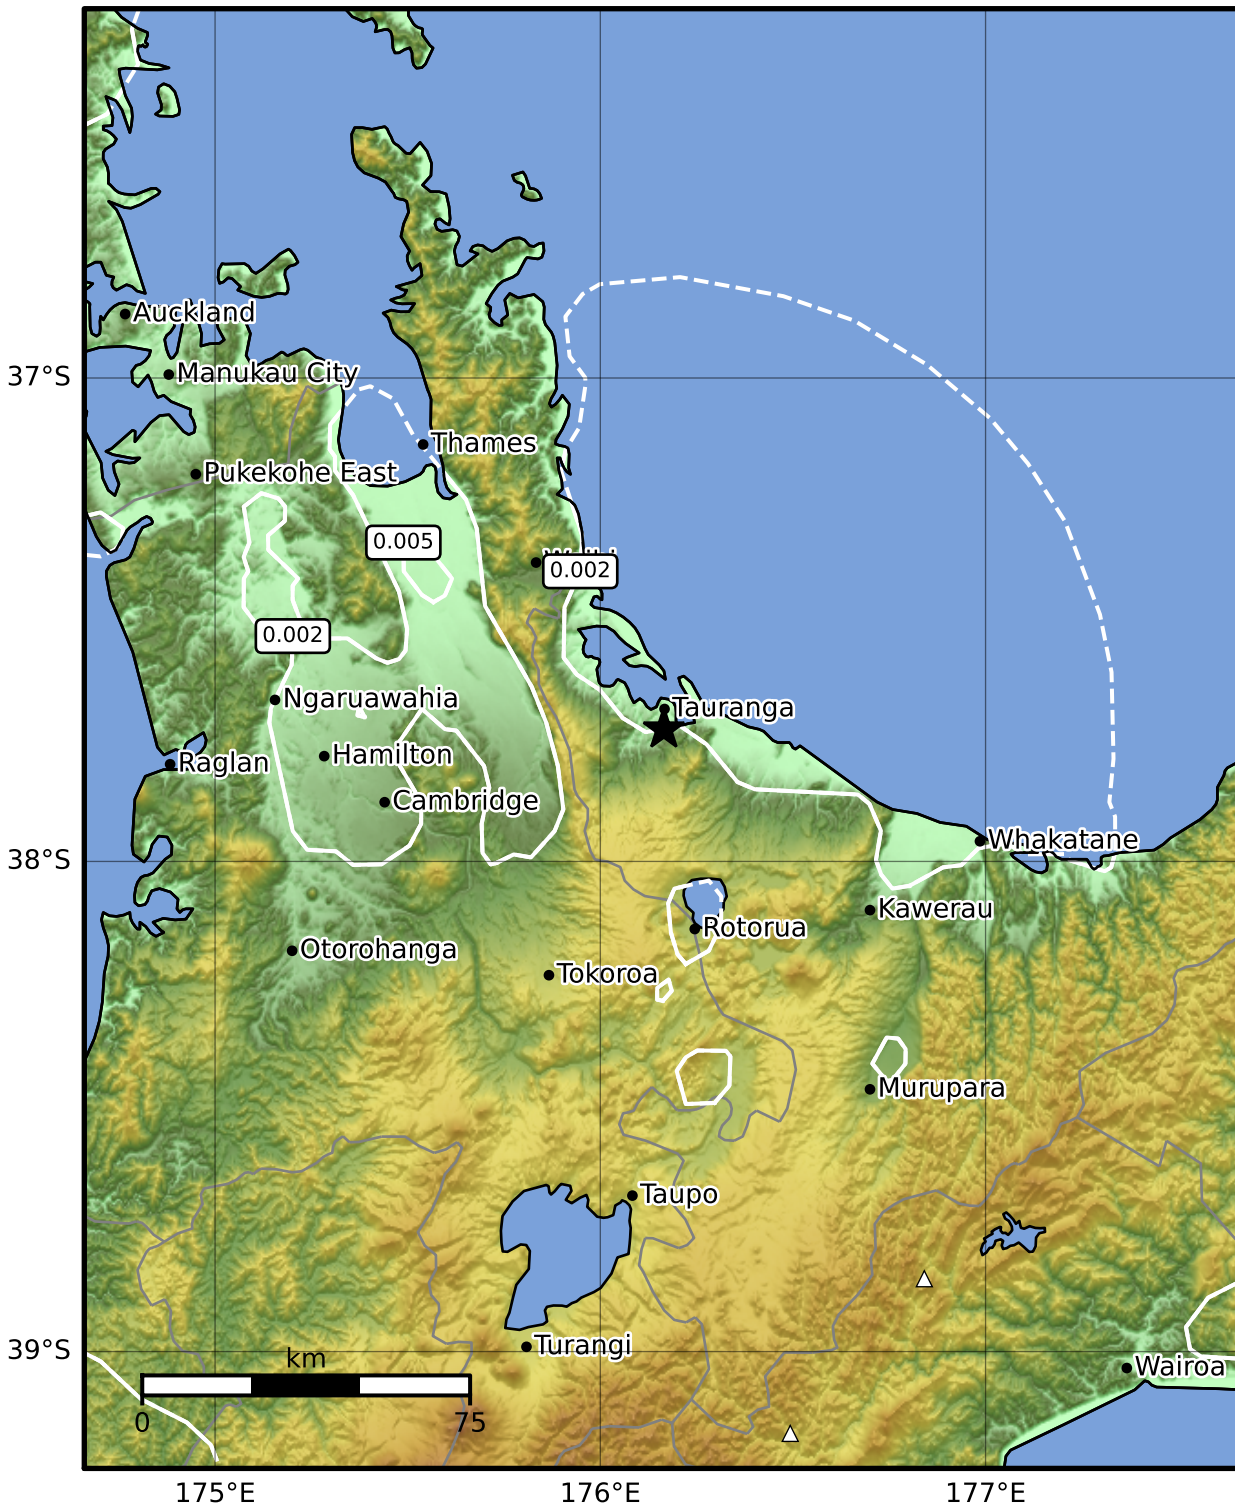 Auckland
Manukau City
37°S
Thames
Pukekohe East
0.005
0.002
0.002
Ngaruawahia
Tauranga
Hamilton
Raglan
Cambridge
Whakatane
38°S
Kawerau
Rotorua
Otorohanga
Tokoroa
Murupara
Taupo
Turangi
39°S
km
Wairoa
0
75
175°E
176°E
177°E